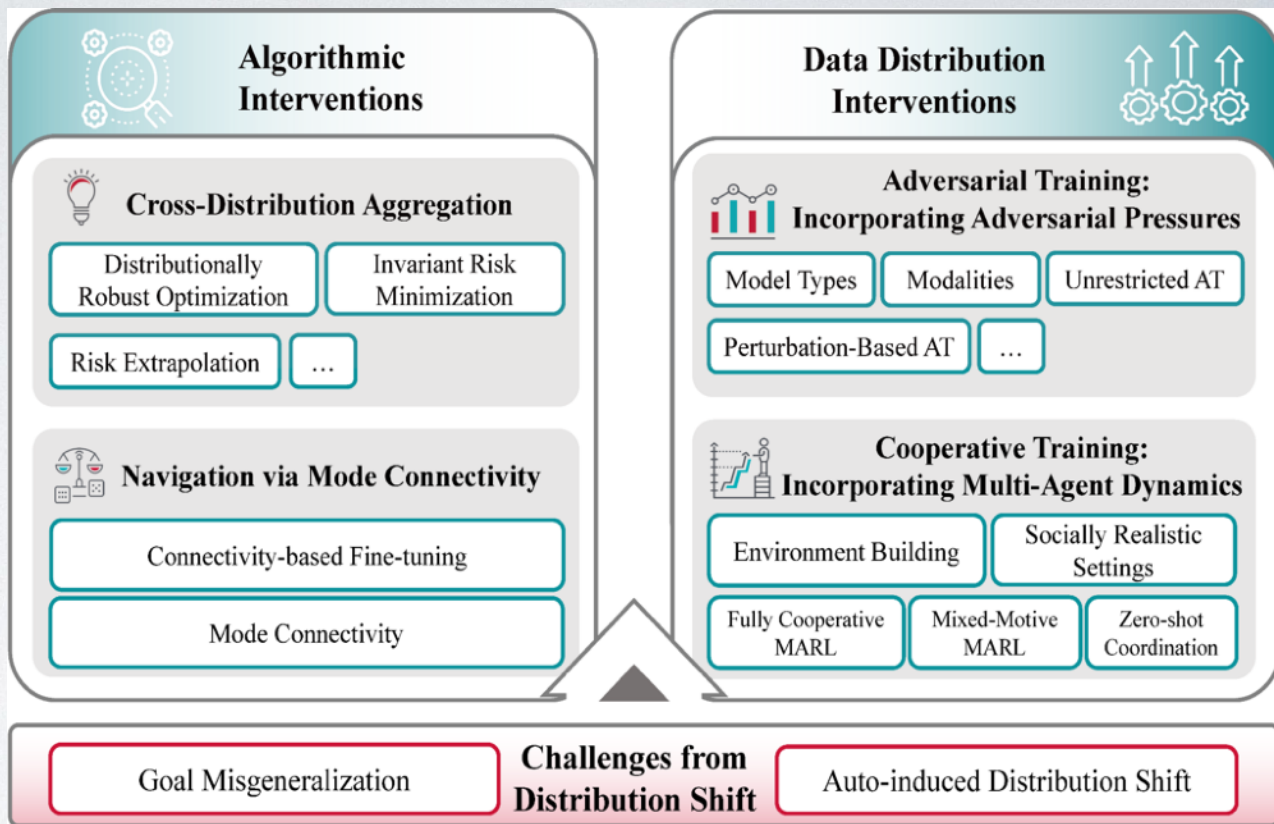 Algorithmic
Interventions
Cross-Distribution Aggregation
Distributionally
Robust Optimization
Invariant Risk
Minimization
Risk Extrapolation
...
Navigation via Mode Connectivity
Connectivity-based Fine-tuning
Mode Connectivity
Data Distribution
Interventions
Adversarial Training:
Incorporating Adversarial Pressures
Model Types
Modalities
Unrestricted AT
Perturbation-Based AT
...
Cooperative Training:
Incorporating Multi-Agent Dynamics
Environment Building
Socially Realistic
Settings
Fully Cooperative
MARL
Mixed-Motive
MARL
Zero-shot
Coordination
Goal Misgeneralization
Challenges from
Distribution Shift
Auto-induced Distribution Shift